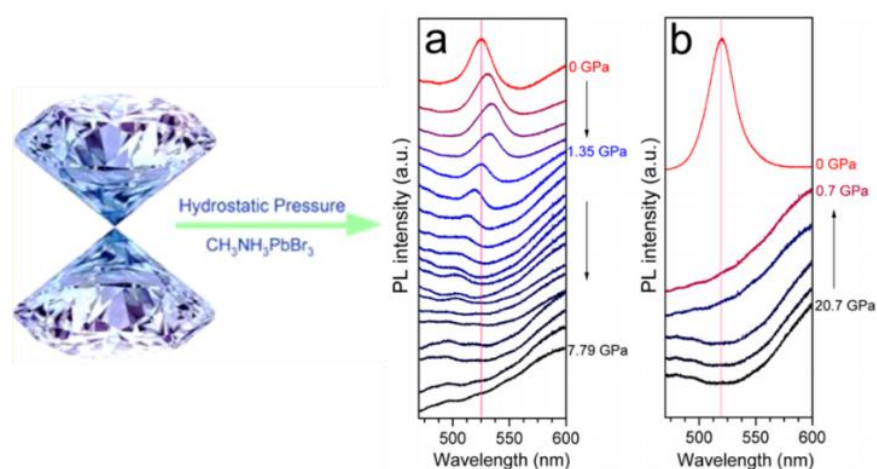 Hydrostatic Pressure
CH₃NH₃PbBr₃
a
PL intensity (a.u.)
0 GPa
1.35 GPa
7.79 GPa
500 550 600
Wavelength (nm)
b
PL intensity (a.u.)
0 GPa
0.7 GPa
20.7 GPa
500 550 600
Wavelength (nm)